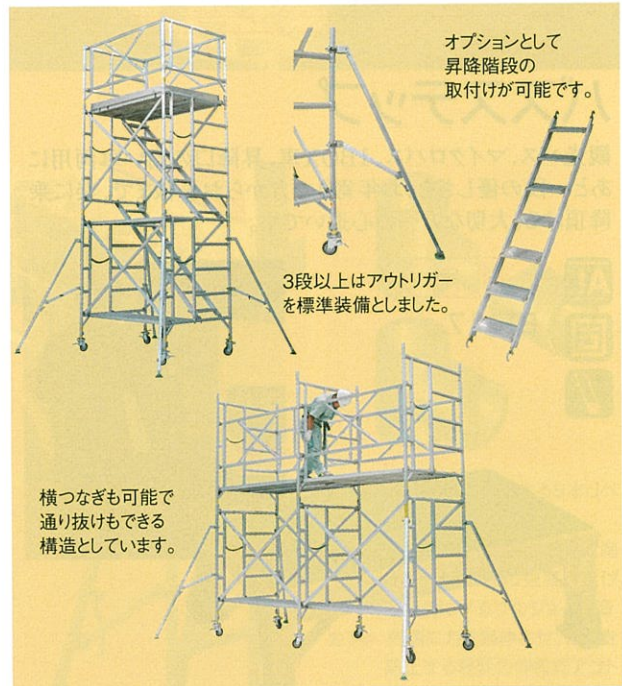 オプションとして
昇降階段の
取付けが可能です。
3段以上はアウトリガー
を標準装備としました。
横つなぎも可能で
通り抜けもできる
構造としています。